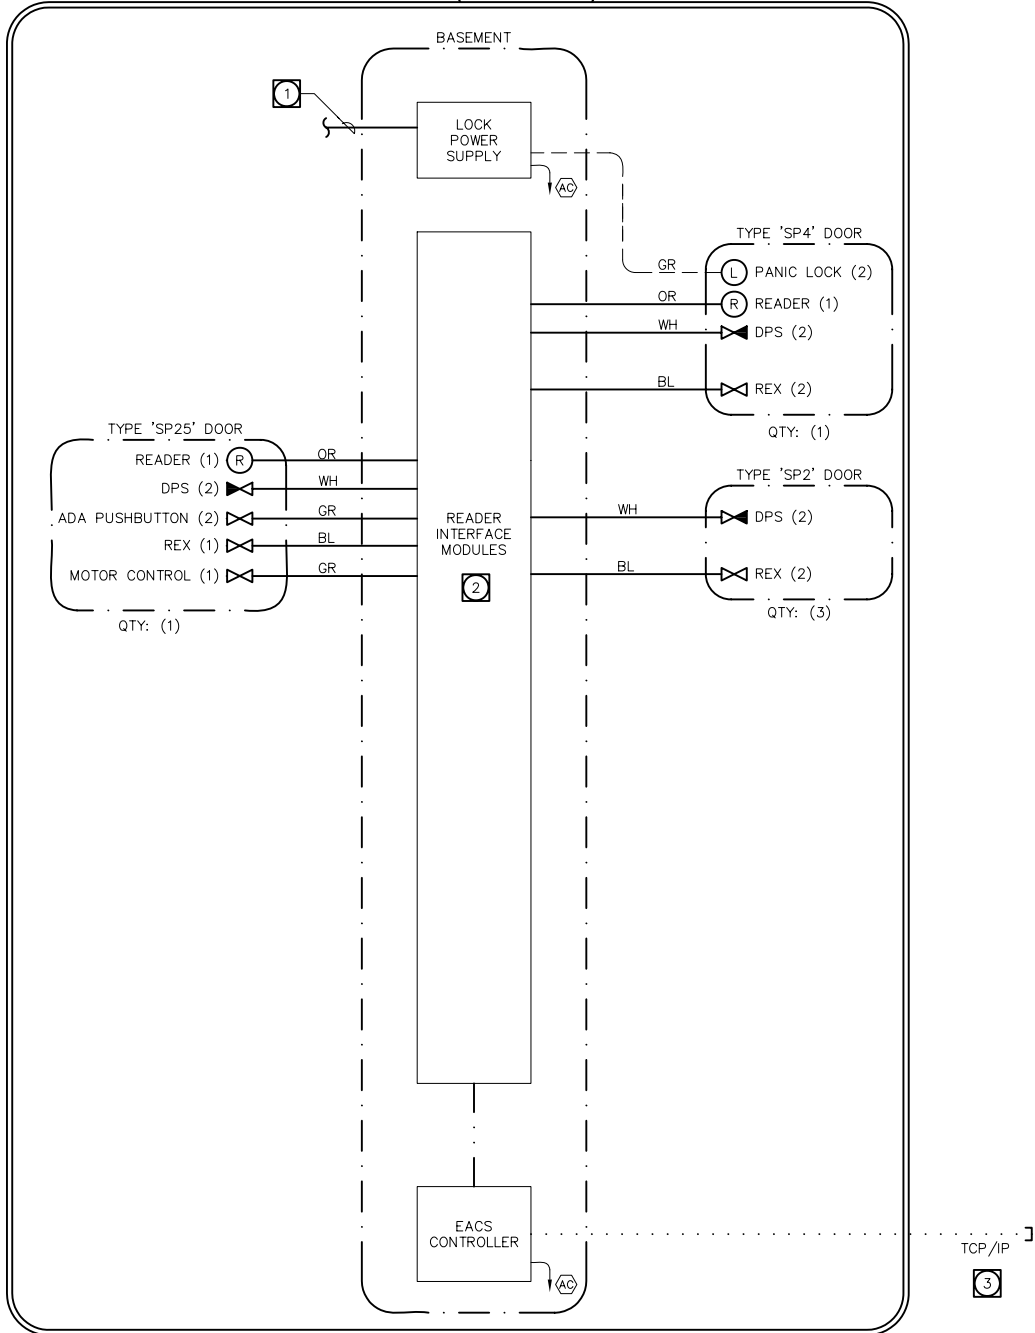 BASEMENT
1
LOCK
POWER
SUPPLY
AC
TYPE 'SP4' DOOR
GR
L
PANIC LOCK (2)
OR
R
READER (1)
WH
DPS (2)
BL
REX (2)
QTY: (1)
TYPE 'SP25' DOOR
READER (1)
R
OR
DPS (2)
WH
ADA PUSHBUTTON (2)
GR
REX (1)
BL
MOTOR CONTROL (1)
GR
QTY: (1)
READER
INTERFACE
MODULES
2
TYPE 'SP2' DOOR
WH
DPS (2)
BL
REX (2)
QTY: (3)
EACS
CONTROLLER
AC
TCP/IP
3